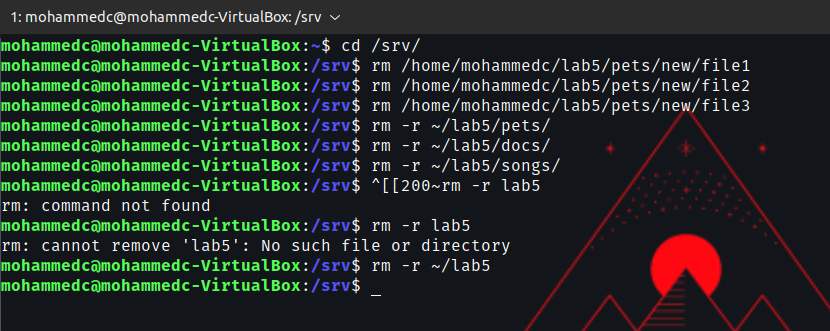 1: mohammedc@mohammedc-VirtualBox: /srv
mohammedc@mohammedc-VirtualBox:~$ cd /srv/
mohammedc@mohammedc-VirtualBox:/srv$ rm /home/mohammedc/lab5/pets/new/file1
mohammedc@mohammedc-VirtualBox:/srv$ rm /home/mohammedc/lab5/pets/new/file2
mohammedc@mohammedc-VirtualBox:/srv$ rm /home/mohammedc/lab5/pets/new/file3
mohammedc@mohammedc-VirtualBox:/srv$ rm -r ~/lab5/pets/
mohammedc@mohammedc-VirtualBox:/srv$ rm -r ~/lab5/docs/
mohammedc@mohammedc-VirtualBox:/srv$ rm -r ~/lab5/songs/
mohammedc@mohammedc-VirtualBox:/srv$ ^[[200~rm -r lab5
rm: command not found
mohammedc@mohammedc-VirtualBox:/srv$ rm -r lab5
rm: cannot remove 'lab5': No such file or directory
mohammedc@mohammedc-VirtualBox:/srv$ rm -r ~/lab5
mohammedc@mohammedc-VirtualBox:/srv$ _